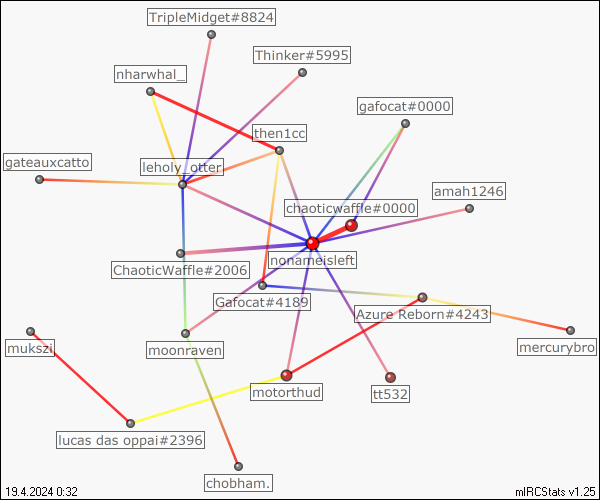 TripleMidget#8824
Thinker#5995
nharwhal_
gafocat#0000
then1cc
gateauxcatto
leholy_otter
amah1246
chaoticwaffle#0000
nonameisleft
ChaoticWaffle#2006
Gafocat#4189
Azure Reborn#4243
mukszi
moonraven
mercurybro
motorthud
tt532
lucas das oppai#2396
chobham.
19.4.2024 0:32
mIRCStats v1.25